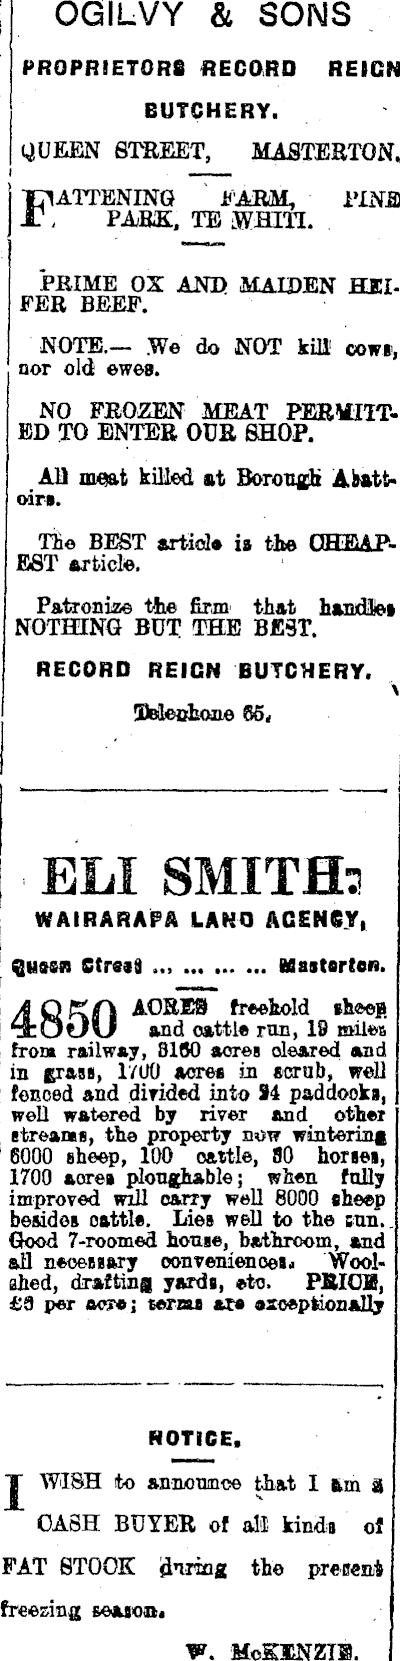 OGILVY & SONS
PROPRIETORS RECORD REIGN
BUTCHERY.
QUEEN STREET, MASTERTON.
FATTENING FARM, PINE
PARK, TE WHITI.
PRIME OX AND MAIDEN HEI-
FER BEEF.
NOTE.— We do NOT kill cows,
nor old ewes.
NO FROZEN MEAT PERMITT-
ED TO ENTER OUR SHOP.
All meat killed at Borough Abatt-
oirs.
The BEST article is the CHEAP-
EST article.
Patronize the firm that handles
NOTHING BUT THE BEST.
RECORD REIGN BUTCHERY.
Telephone 65.
ELI SMITH:
WAIRARAPA LAND AGENCY,
Queen Street ... ... ... ... Masterton.
4850 ACRES freehold sheep
and cattle run, 19 miles
from railway, 3150 acres cleared and
in grass, 1700 acres in scrub, well
fenced and divided into 24 paddocks,
well watered by river and other
streams, the property now wintering
6000 sheep, 100 cattle, 30 horses,
1700 acres ploughable; when fully
improved will carry well 8000 sheep
besides cattle. Lies well to the sun.
Good 7-roomed house, bathroom, and
all necessary conveniences. Wool-
shed, drafting yards, etc. PRICE,
per acre; terms are exceptionally
NOTICE.
I WISH to announce that I am a
CASH BUYER of all kinds of
FAT STOCK during the present
freezing season.
W. McKENZIE.